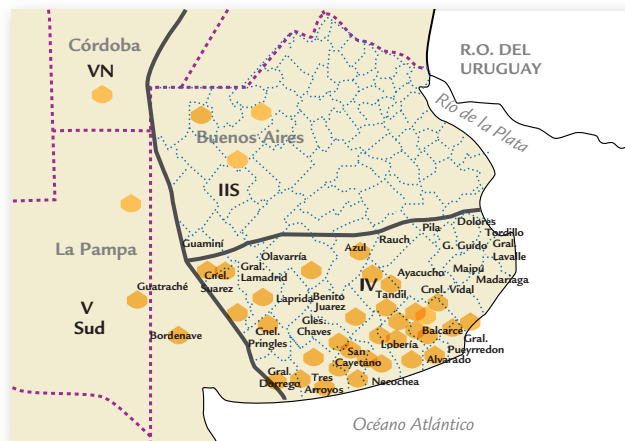 Córdoba
VN
R.O. DEL
URUGUAY
Río de la Plata
Buenos Aires
IIS
La Pampa
V
Sud
Guaminí
Olavarría
Azul
Rauch
Pila
Dolores
Tordillo
G. Guido
Gral.
Lavalle
Maipú
Madariaga
Cnel.
Suarez
Gral.
Lamadrid
IV
Ayacucho
Cnel. Vidal
Guatraché
Laprida
Benito
Juarez
Tandil
Bordenave
Cnel.
Pringles
Gles.
Chaves
Balcarce
Lobería
Gral.
Pueyrredon
San
Cayetano
Alvarado
Gral.
Dorrego
Tres
Arroyos
Necochea
Océano Atlántico